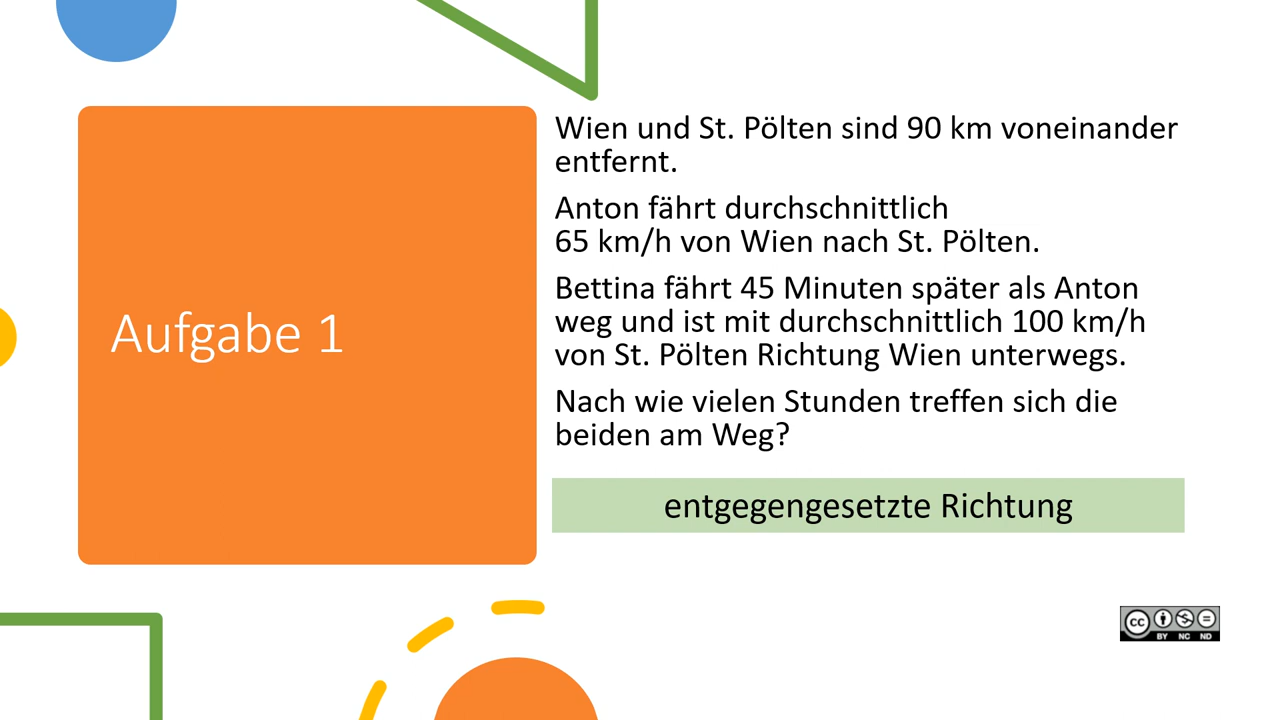 Aufgabe 1
Wien und St. Pölten sind 90 km voneinander
entfernt.
Anton fährt durchschnittlich
65 km/h von Wien nach St. Pölten.
Bettina fährt 45 Minuten später als Anton
weg und ist mit durchschnittlich 100 km/h
von St. Pölten Richtung Wien unterwegs.
Nach wie vielen Stunden treffen sich die
beiden am Weg?
entgegengesetzte Richtung
cc
BY NC ND